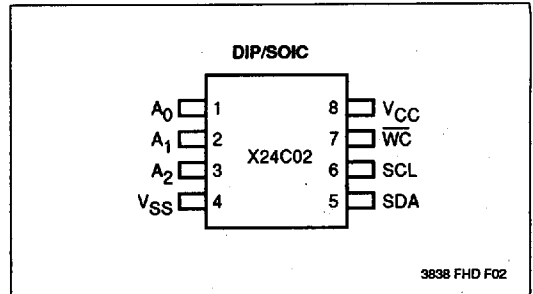 DIP/SOIC
A0 1 8 VCC
A1 2 7 W̅C̅
X24C02
A2 3 6 SCL
VSS 4 5 SDA
3838 FHD F02